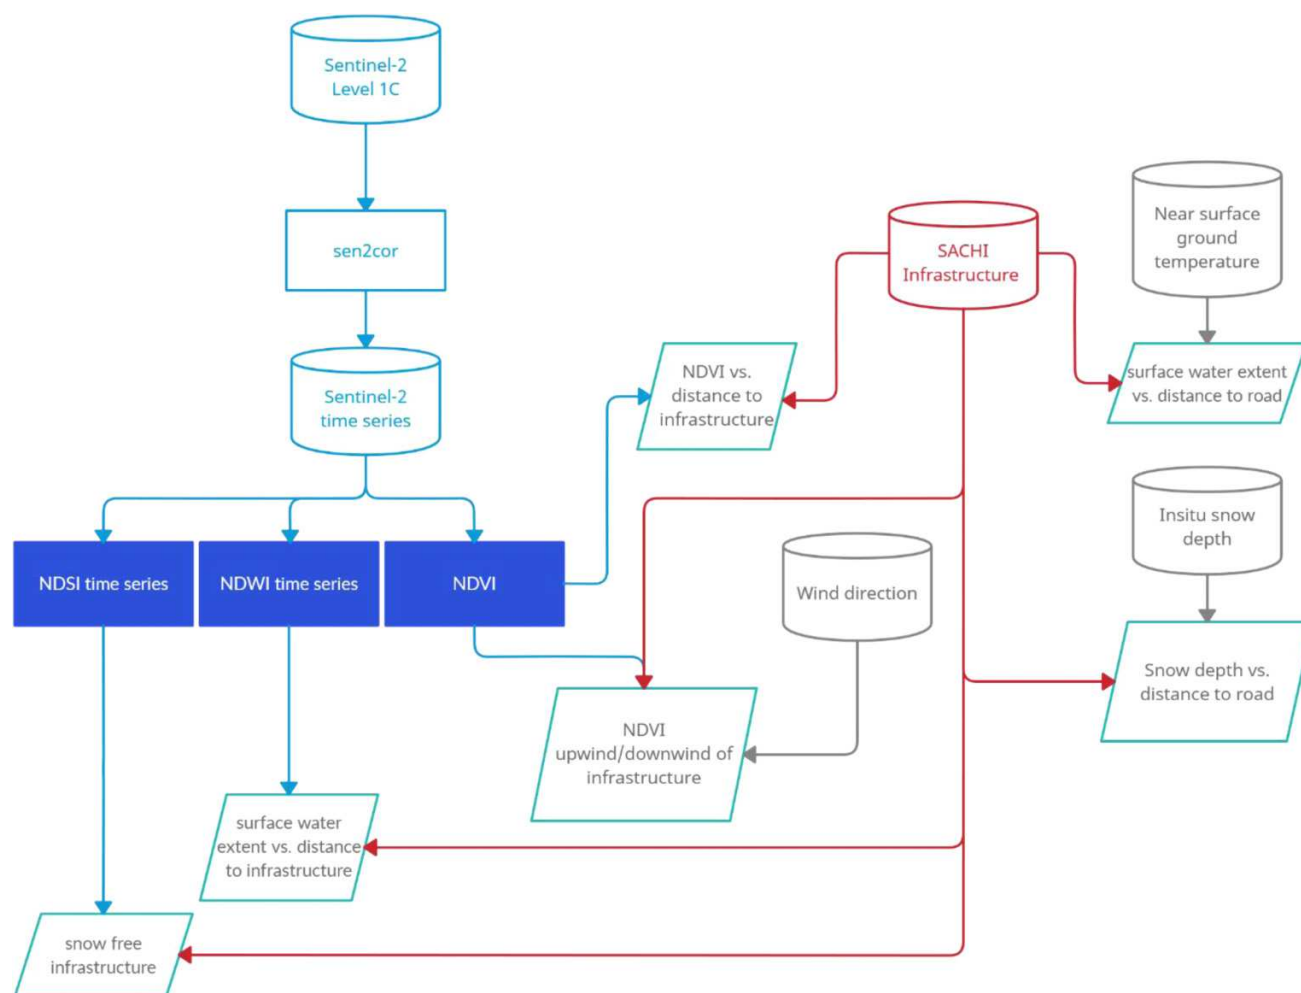 Sentinel-2
Level 1C
sen2cor
Sentinel-2
time series
NDSI time series
NDWI time series
NDVI
SACHI
Infrastructure
Near surface
ground
temperature
NDVI vs.
distance to
infrastructure
surface water extent
vs. distance to road
Insitu snow
depth
Wind direction
Snow depth vs.
distance to road
NDVI
upwind/downwind of
infrastructure
surface water
extent vs. distance
to infrastructure
snow free
infrastructure